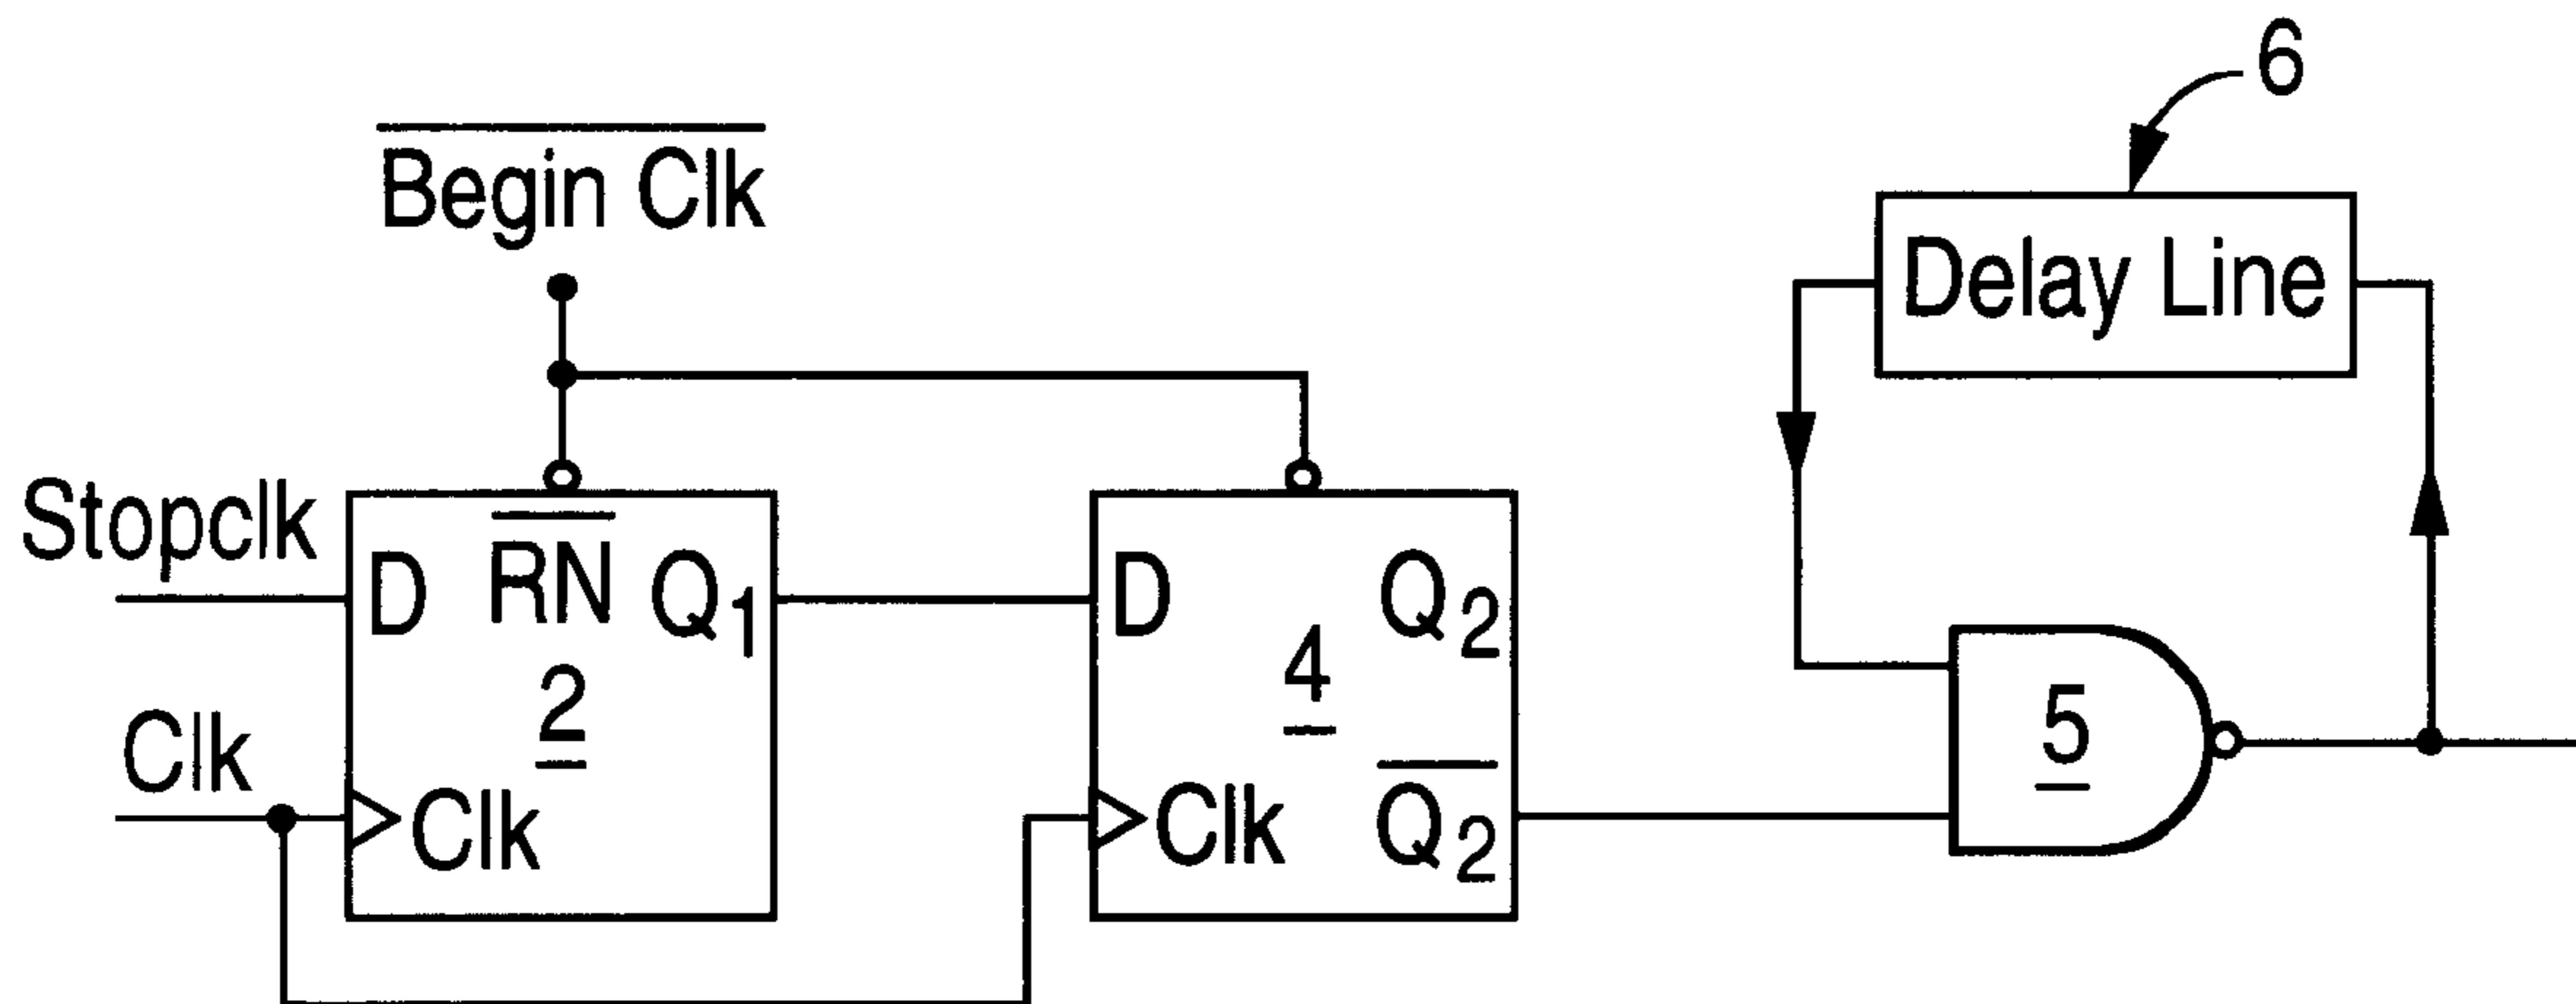 6
Begin Clk
Delay Line
Stopclk
D RN Q1
2
Clk
Clk
D Q2
4
Clk Q2
5